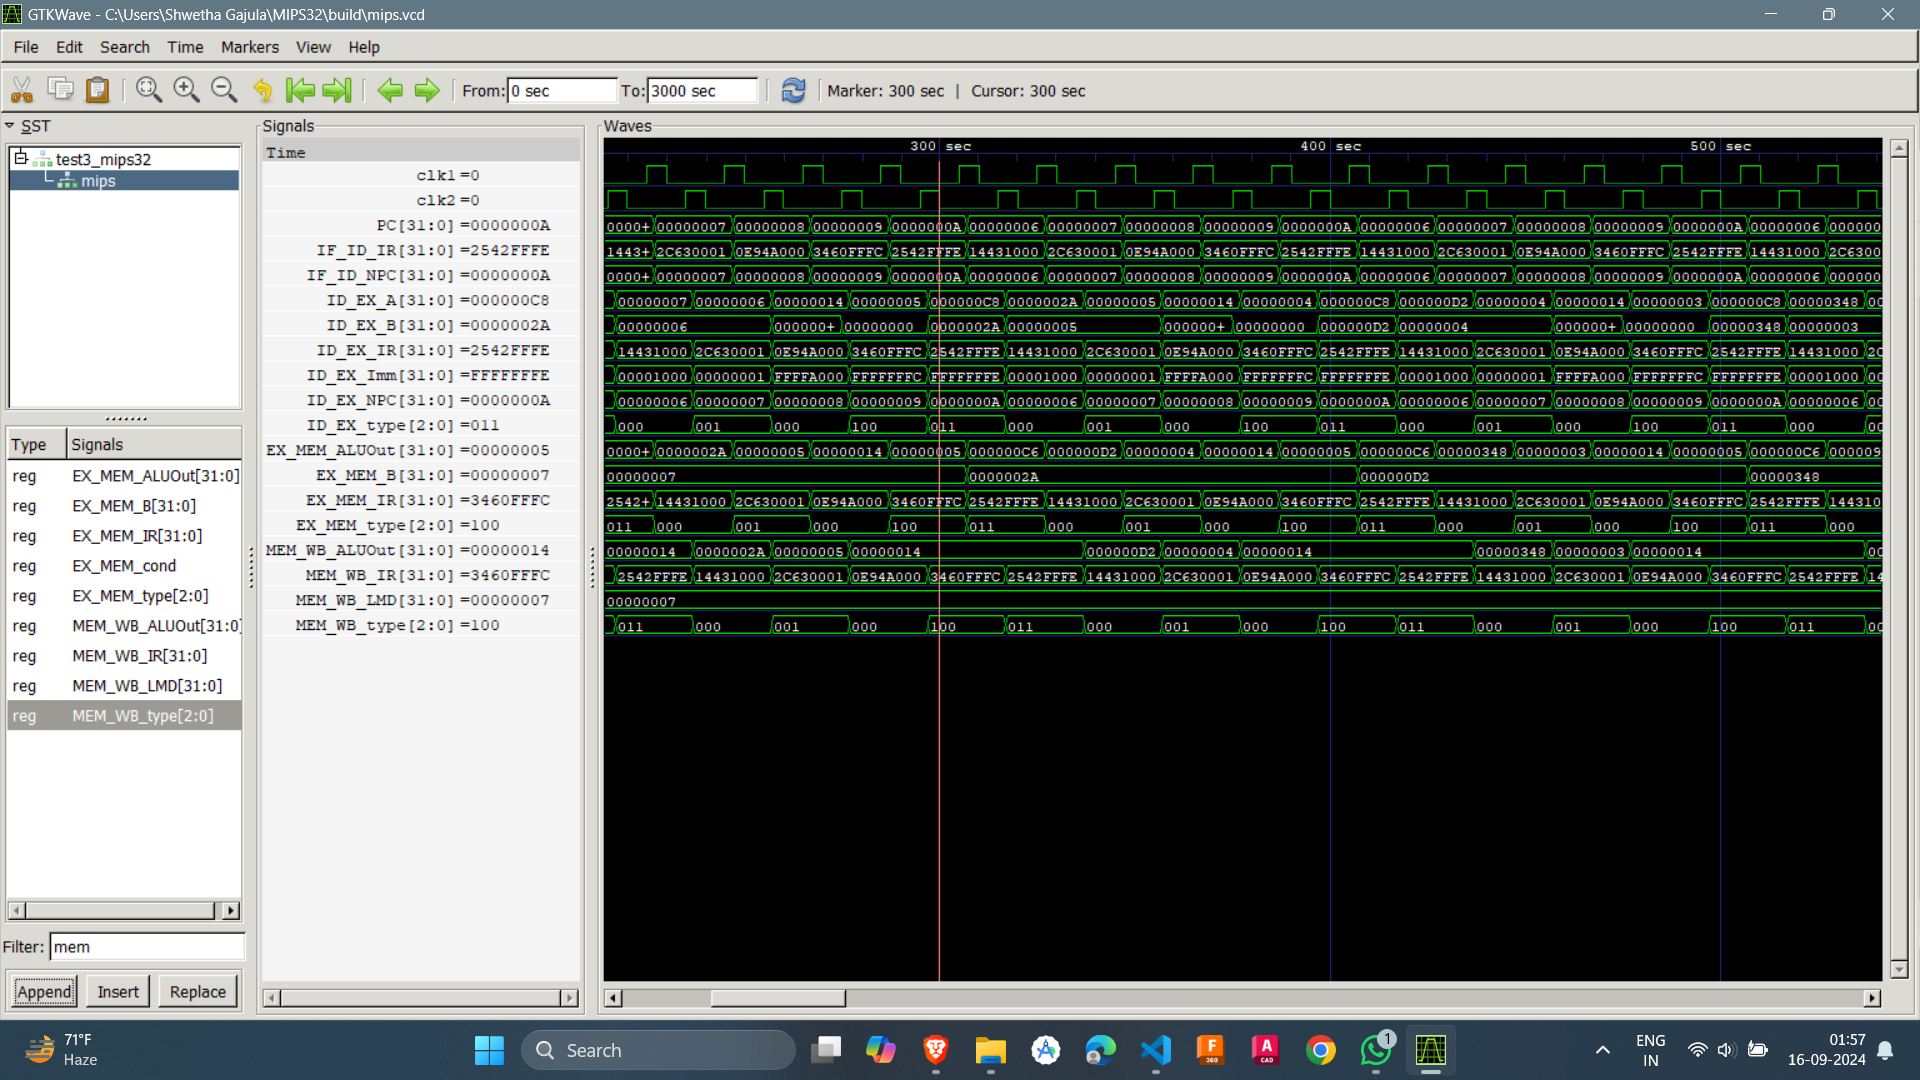 GTKWave - C:\Users\Shwetha Gajula\MIPS32\build\mips.vcd
File Edit Search Time Markers View Help
From: 0 sec To: 3000 sec Marker: 300 sec | Cursor: 300 sec
SST
test3_mips32
mips
Type Signals
reg EX_MEM_ALUOut[31:0]
reg EX_MEM_B[31:0]
reg EX_MEM_IR[31:0]
reg EX_MEM_cond
reg EX_MEM_type[2:0]
reg MEM_WB_ALUOut[31:0]
reg MEM_WB_IR[31:0]
reg MEM_WB_LMD[31:0]
reg MEM_WB_type[2:0]
Filter: mem
Append Insert Replace
Signals
Time
clk1=0
clk2=0
PC[31:0]=0000000A
IF_ID_IR[31:0]=2542FFFE
IF_ID_NPC[31:0]=0000000A
ID_EX_A[31:0]=000000C8
ID_EX_B[31:0]=0000002A
ID_EX_IR[31:0]=2542FFFE
ID_EX_Imm[31:0]=FFFFFFFE
ID_EX_NPC[31:0]=0000000A
ID_EX_type[2:0]=011
EX_MEM_ALUOut[31:0]=00000005
EX_MEM_B[31:0]=00000007
EX_MEM_IR[31:0]=3460FFFC
EX_MEM_type[2:0]=100
MEM_WB_ALUOut[31:0]=00000014
MEM_WB_IR[31:0]=3460FFFC
MEM_WB_LMD[31:0]=00000007
MEM_WB_type[2:0]=100
Waves
300 sec 400 sec 500 sec
0000+ 00000007 00000008 00000009 0000000A 00000006 00000007 00000008 00000009 0000000A 00000006 00000007 00000008 00000009 0000000A 00000006 000000
1443+ 2C630001 0E94A000 3460FFFC 2542FFFE 14431000 2C630001 0E94A000 3460FFFC 2542FFFE 14431000 2C630001 0E94A000 3460FFFC 2542FFFE 14431000 2C6300
0000+ 00000007 00000008 00000009 0000000A 00000006 00000007 00000008 00000009 0000000A 00000006 00000007 00000008 00000009 0000000A 00000006 000000
00000007 00000006 00000014 00000005 000000C8 0000002A 00000005 00000014 00000004 000000C8 000000D2 00000004 00000014 00000003 000000C8 00000348 00
00000006 000000+ 00000000 0000002A 00000005 000000+ 00000000 000000D2 00000004 000000+ 00000000 00000348 00000003
14431000 2C630001 0E94A000 3460FFFC 2542FFFE 14431000 2C630001 0E94A000 3460FFFC 2542FFFE 14431000 2C630001 0E94A000 3460FFFC 2542FFFE 14431000 2C
00001000 00000001 FFFFA000 FFFFFFFC FFFFFFFE 00001000 00000001 FFFFA000 FFFFFFFC FFFFFFFE 00001000 00000001 FFFFA000 FFFFFFFC FFFFFFFE 00001000 00
00000006 00000007 00000008 00000009 0000000A 00000006 00000007 00000008 00000009 0000000A 00000006 00000007 00000008 00000009 0000000A 00000006 00
000 001 000 100 011 000 001 000 100 011 000 001 000 100 011 000 00
0000+ 0000002A 00000005 00000014 00000005 000000C6 000000D2 00000004 00000014 00000005 000000C6 00000348 00000003 00000014 00000005 000000C6 000009
00000007 0000002A 000000D2 00000348
2542+ 14431000 2C630001 0E94A000 3460FFFC 2542FFFE 14431000 2C630001 0E94A000 3460FFFC 2542FFFE 14431000 2C630001 0E94A000 3460FFFC 2542FFFE 144310
011 000 001 000 100 011 000 001 000 100 011 000 001 000 100 011 000
00000014 0000002A 00000005 00000014 000000D2 00000004 00000014 00000348 00000003 00000014 00
2542FFFE 14431000 2C630001 0E94A000 3460FFFC 2542FFFE 14431000 2C630001 0E94A000 3460FFFC 2542FFFE 14431000 2C630001 0E94A000 3460FFFC 2542FFFE 14
00000007
011 000 001 000 100 011 000 001 000 100 011 000 001 000 100 011 00
71°F
Haze
Search
F
360
A
CAD
1
ENG
IN
01:57
16-09-2024